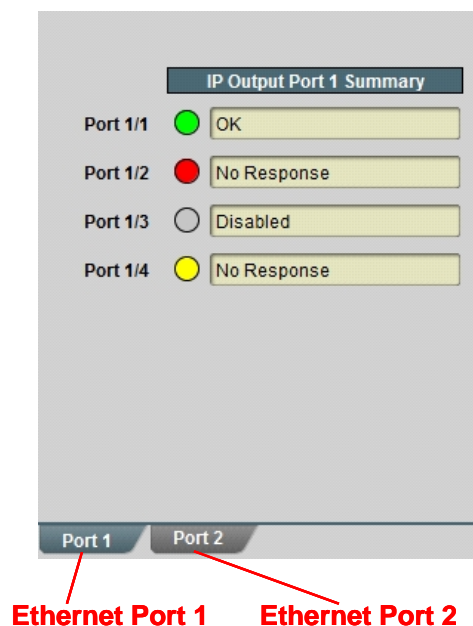 IP Output Port 1 Summary
Port 1/1 OK
Port 1/2 No Response
Port 1/3 Disabled
Port 1/4 No Response
Port 1 Port 2
Ethernet Port 1 Ethernet Port 2